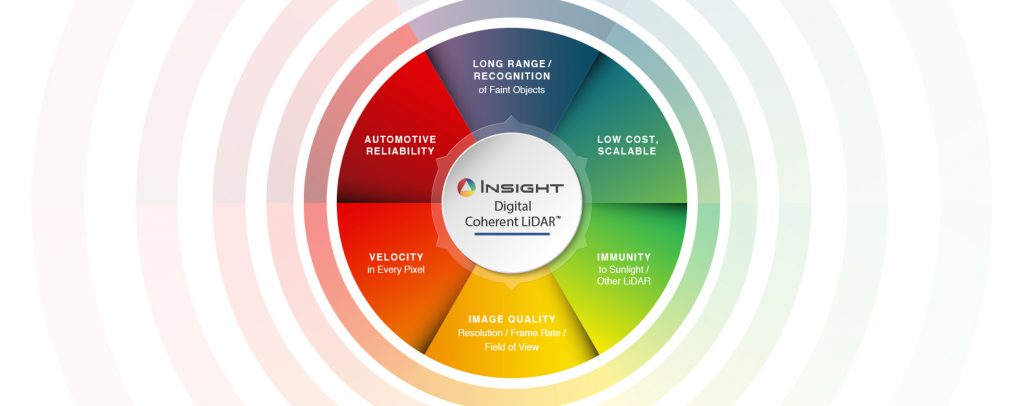 LONG RANGE /
RECOGNITION
of Faint Objects
AUTOMOTIVE
RELIABILITY
LOW COST,
SCALABLE
INSIGHT
Digital
Coherent LiDAR™
VELOCITY
in Every Pixel
IMMUNITY
to Sunlight /
Other LiDAR
IMAGE QUALITY
Resolution / Frame Rate /
Field of View